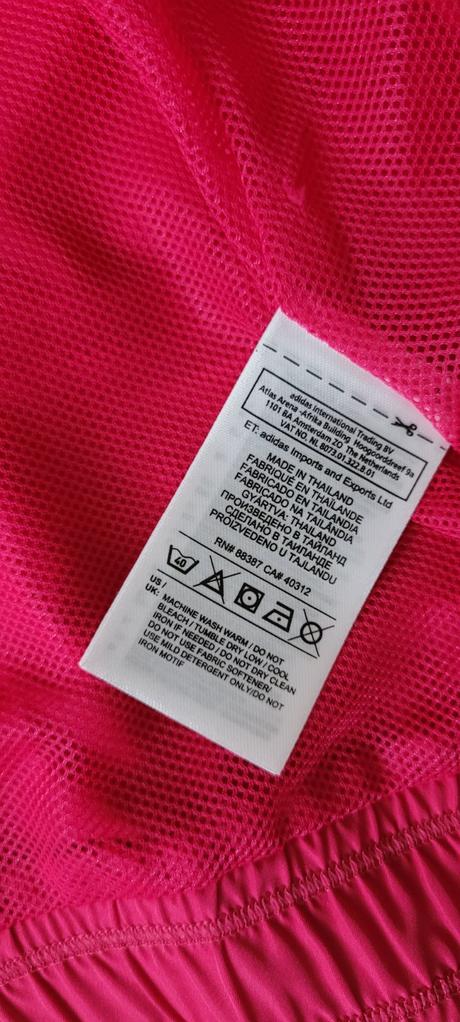 adidas International Trading BV
Atlas Arena -Afrika Building, Hoogoorddreef 9a
1101 BA Amsterdam ZO, The Netherlands
VAT NO. NL 8073.01.322.B.01
ET: adidas Imports and Exports Ltd
MADE IN THAILAND
FABRIQUÉ EN THAÏLANDE
FABRICADO EN TAILANDIA
FABRICADO NA TAILÂNDIA
GYÁRTVA: THAILAND
ПРОИЗВЕДЕНО В ТАЙЛАНД
СДЕЛАНО В ТАИЛАНДЕ
PROIZVEDENO U TAJLANDU
RN# 88387 CA# 40312
40
US /
UK: MACHINE WASH WARM / DO NOT
BLEACH / TUMBLE DRY LOW / COOL
IRON IF NEEDED / DO NOT DRY CLEAN
DO NOT USE FABRIC SOFTENER/
USE MILD DETERGENT ONLY/DO NOT
IRON MOTIF